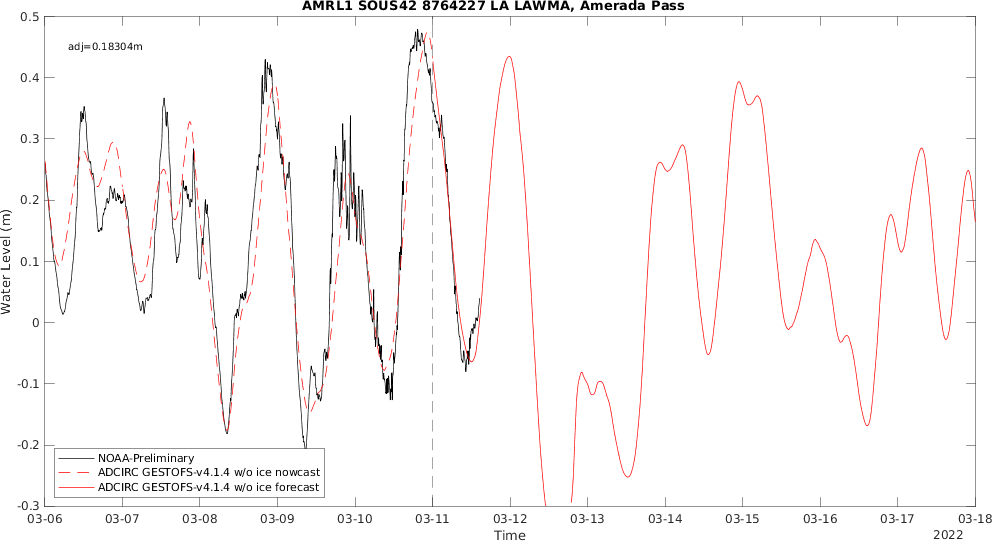 AMRL1 SOUS42 8764227 LA LAWMA, Amerada Pass
adj=0.18304m
0.5
0.4
0.3
0.2
0.1
0
-0.1
-0.2
-0.3
Water Level (m)
NOAA-Preliminary
ADCIRC GESTOFS-v4.1.4 w/o ice nowcast
ADCIRC GESTOFS-v4.1.4 w/o ice forecast
03-06 03-07 03-08 03-09 03-10 03-11 03-12 03-13 03-14 03-15 03-16 03-17 03-18
Time
2022